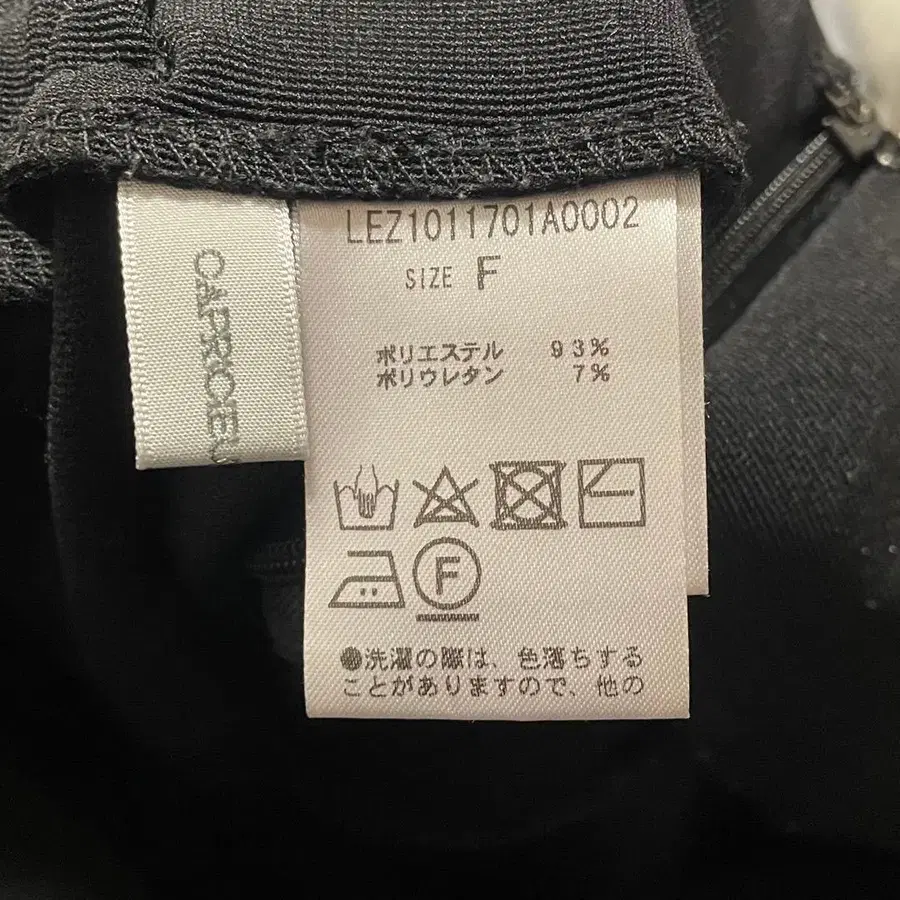 LEZ1011701A0002
SIZE F
ポリエステル 93%
ポリウレタン 7%
F
●洗濯の際は、色落ちする
ことがありますので、他の